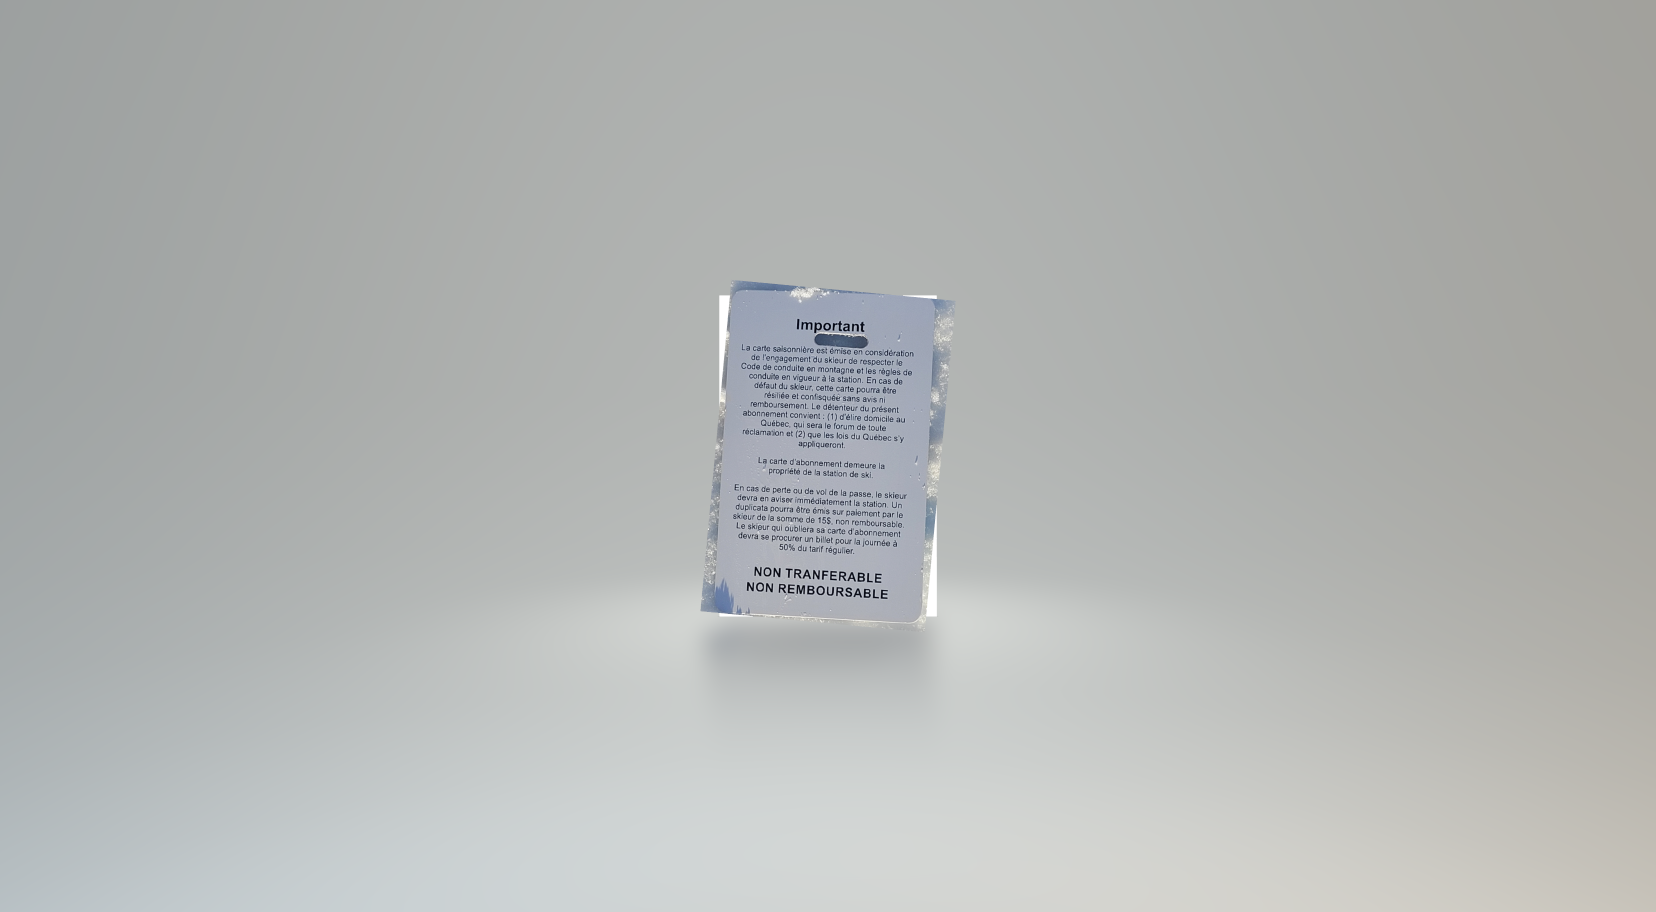 Important
La carte saisonnière est émise en considération
de l'engagement du skieur de respecter le
Code de conduite en montagne et les règles de
conduite en vigueur à la station. En cas de
défaut du skieur, cette carte pourra être
résiliée et confisquée sans avis ni
remboursement. Le détenteur du présent
abonnement convient : (1) d'élire domicile au
Québec, qui sera le forum de toute
réclamation et (2) que les lois du Québec s'y
appliqueront.
La carte d'abonnement demeure la
propriété de la station de ski.
En cas de perte ou de vol de la passe, le skieur
devra en aviser immédiatement la station. Un
duplicata pourra être émis sur paiement par le
skieur de la somme de 15$, non remboursable.
Le skieur qui oubliera sa carte d'abonnement
devra se procurer un billet pour la journée à
50% du tarif régulier.
NON TRANFERABLE
NON REMBOURSABLE